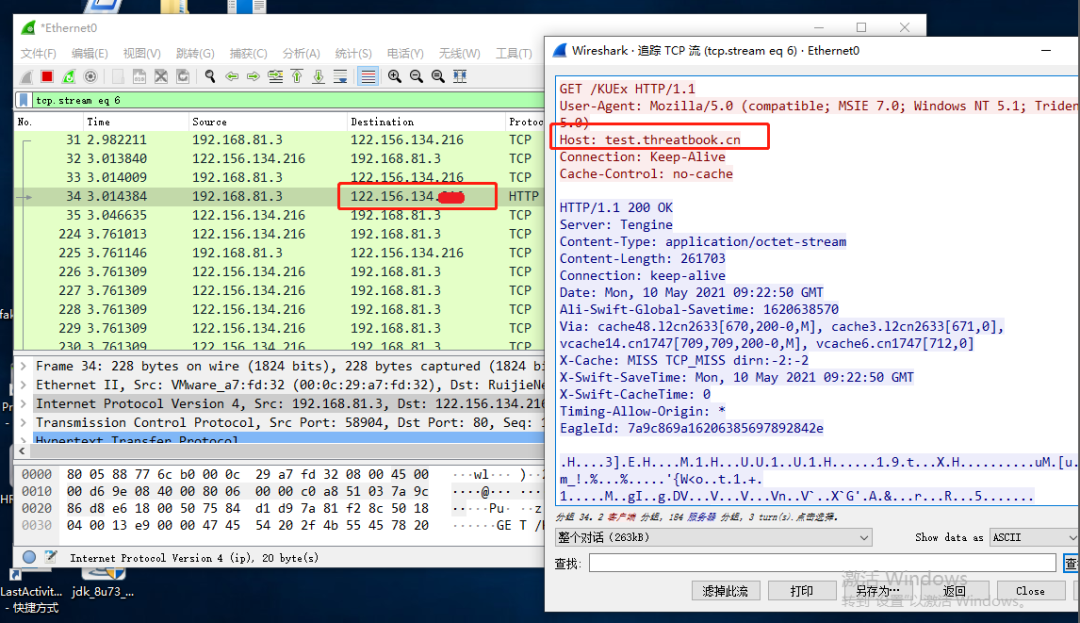 *Ethernet0
文件(F) 编辑(E) 视图(V) 跳转(G) 捕获(C) 分析(A) 统计(S) 电话(Y) 无线(W) 工具(T)
tcp.stream eq 6
No. Time Source Destination Protoc
31 2.982211 192.168.81.3 122.156.134.216 TCP
32 3.013840 122.156.134.216 192.168.81.3 TCP
33 3.014009 192.168.81.3 122.156.134.216 TCP
34 3.014384 192.168.81.3 122.156.134. HTTP
35 3.046635 122.156.134.216 192.168.81.3 TCP
224 3.761013 122.156.134.216 192.168.81.3 TCP
225 3.761146 192.168.81.3 122.156.134.216 TCP
226 3.761309 122.156.134.216 192.168.81.3 TCP
227 3.761309 122.156.134.216 192.168.81.3 TCP
228 3.761309 122.156.134.216 192.168.81.3 TCP
229 3.761309 122.156.134.216 192.168.81.3 TCP
230 3.761309 122.156.134.216 192.168.81.3 TCP
Frame 34: 228 bytes on wire (1824 bits), 228 bytes captured (1824 bi
Ethernet II, Src: VMware_a7:fd:32 (00:0c:29:a7:fd:32), Dst: RuijieNe
Internet Protocol Version 4, Src: 192.168.81.3, Dst: 122.156.134.216
Transmission Control Protocol, Src Port: 58904, Dst Port: 80, Seq: 1
Hypertext Transfer Protocol
0000 80 05 88 77 6c b0 00 0c 29 a7 fd 32 08 00 45 00 ···wl··· )··2
0010 00 d6 9e 08 40 00 80 06 00 00 c0 a8 51 03 7a 9c ····@··· ····
0020 86 d8 e6 18 00 50 75 84 d1 d9 7a 81 f2 8c 50 18 ·····Pu· ··z·
0030 04 00 13 e9 00 00 47 45 54 20 2f 4b 55 45 78 20 ······GE T /
Internet Protocol Version 4 (ip), 20 byte(s)
LastActivit... jdk_8u73_...
- 快捷方式
Wireshark · 追踪 TCP 流 (tcp.stream eq 6) · Ethernet0
GET /KUEx HTTP/1.1
User-Agent: Mozilla/5.0 (compatible; MSIE 7.0; Windows NT 5.1; Triden
5.0)
Host: test.threatbook.cn
Connection: Keep-Alive
Cache-Control: no-cache
HTTP/1.1 200 OK
Server: Tengine
Content-Type: application/octet-stream
Content-Length: 261703
Connection: keep-alive
Date: Mon, 10 May 2021 09:22:50 GMT
Ali-Swift-Global-Savetime: 1620638570
Via: cache48.l2cn2633[670,200-0,M], cache3.l2cn2633[671,0],
vcache14.cn1747[709,709,200-0,M], vcache6.cn1747[712,0]
X-Cache: MISS TCP_MISS dirn:-2:-2
X-Swift-SaveTime: Mon, 10 May 2021 09:22:50 GMT
X-Swift-CacheTime: 0
Timing-Allow-Origin: *
EagleId: 7a9c869a16206385697892842e
.H....3].E.H....M.1.H...U.U.1..U.1.H......1.9.t...X.H..........uM.[.u.
m_!.%...%.....'{W<o..t.1.+.
1.....M..gI..g.DV...V...V...Vn..V`..X`G'.A.&...r...R...5.......
分组 34. 2 客户端 分组, 184 服务器 分组, 3 turn(s).点击选择.
整个对话 (263kB) Show data as ASCII
查找: 查
滤掉此流 打印 另存为… 返回 Close
激活 Windows
转到"设置"以激活 Windows。